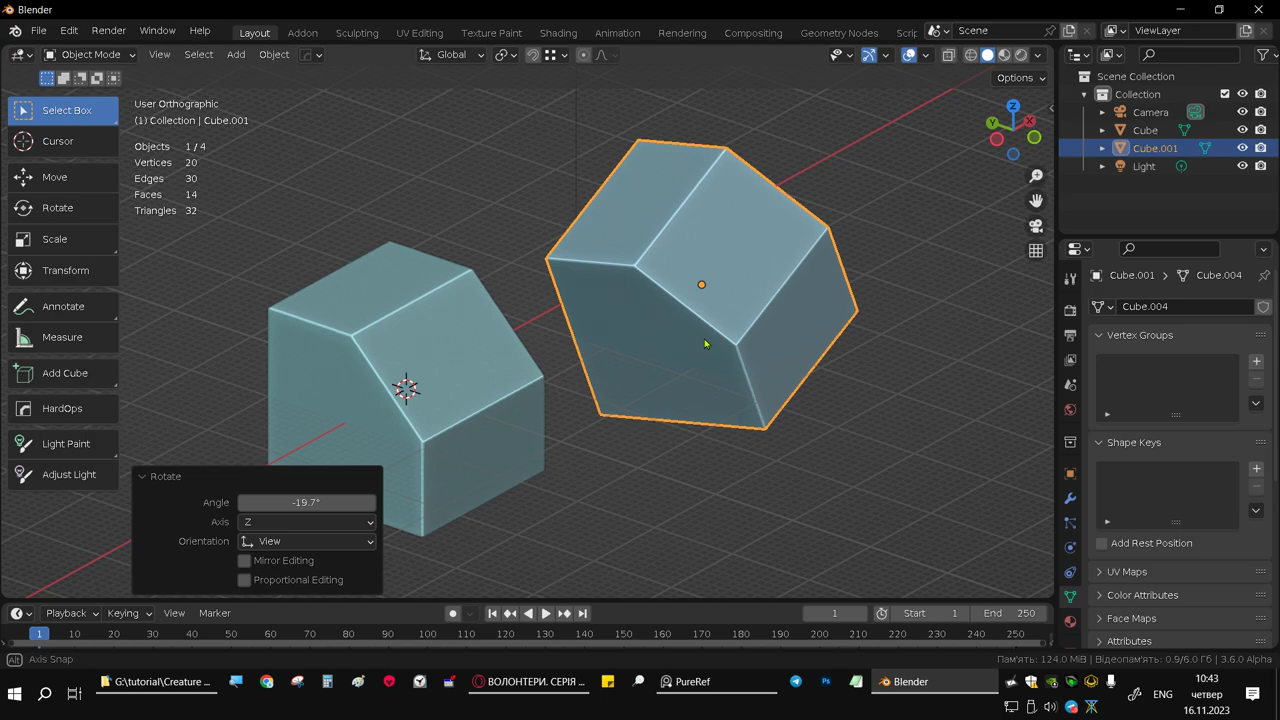 Blender
File Edit Render Window Help Layout Addon Sculpting UV Editing Texture Paint Shading Animation Rendering Compositing Geometry Nodes Scrip Scene ViewLayer
Object Mode View Select Add Object Global
Options
Select Box
Cursor
Move
Rotate
Scale
Transform
Annotate
Measure
Add Cube
HardOps
Light Paint
Adjust Light
User Orthographic
(1) Collection | Cube.001
Objects 1 / 4
Vertices 20
Edges 30
Faces 14
Triangles 32
Z
Y
X
Rotate
Angle -19.7°
Axis Z
Orientation View
Mirror Editing
Proportional Editing
Scene Collection
Collection
Camera
Cube
Cube.001
Light
Cube.001 Cube.004
Cube.004
Vertex Groups
Shape Keys
Add Rest Position
UV Maps
Color Attributes
Face Maps
Attributes
Playback Keying View Marker 1 Start 1 End 250
1 10 20 30 40 50 60 70 80 90 100 110 120 130 140 150 160 170 180 190 200 210 220 230 240 250
Alt Axis Snap Пам'ять: 124.0 MiB | Відеопам'ять: 0.9/6.0 Гб | 3.6.0 Alpha
G:\tutorial\Creature ... ВОЛОНТЕРИ. СЕРІЯ ... PureRef Blender
ENG
10:43
четвер
16.11.2023